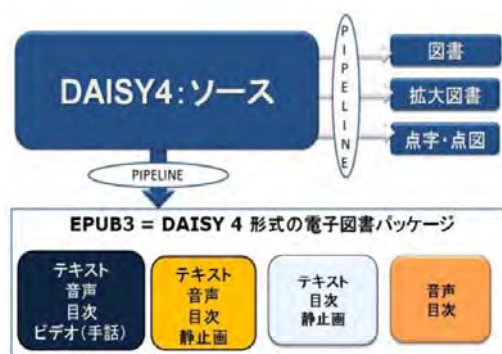 DAISY4:ソース
PIPELINE
図書
拡大図書
点字・点図
PIPELINE
EPUB3 = DAISY 4 形式の電子図書パッケージ
テキスト
音声
目次
ビデオ(手話)
テキスト
音声
目次
静止画
テキスト
目次
静止画
音声
目次